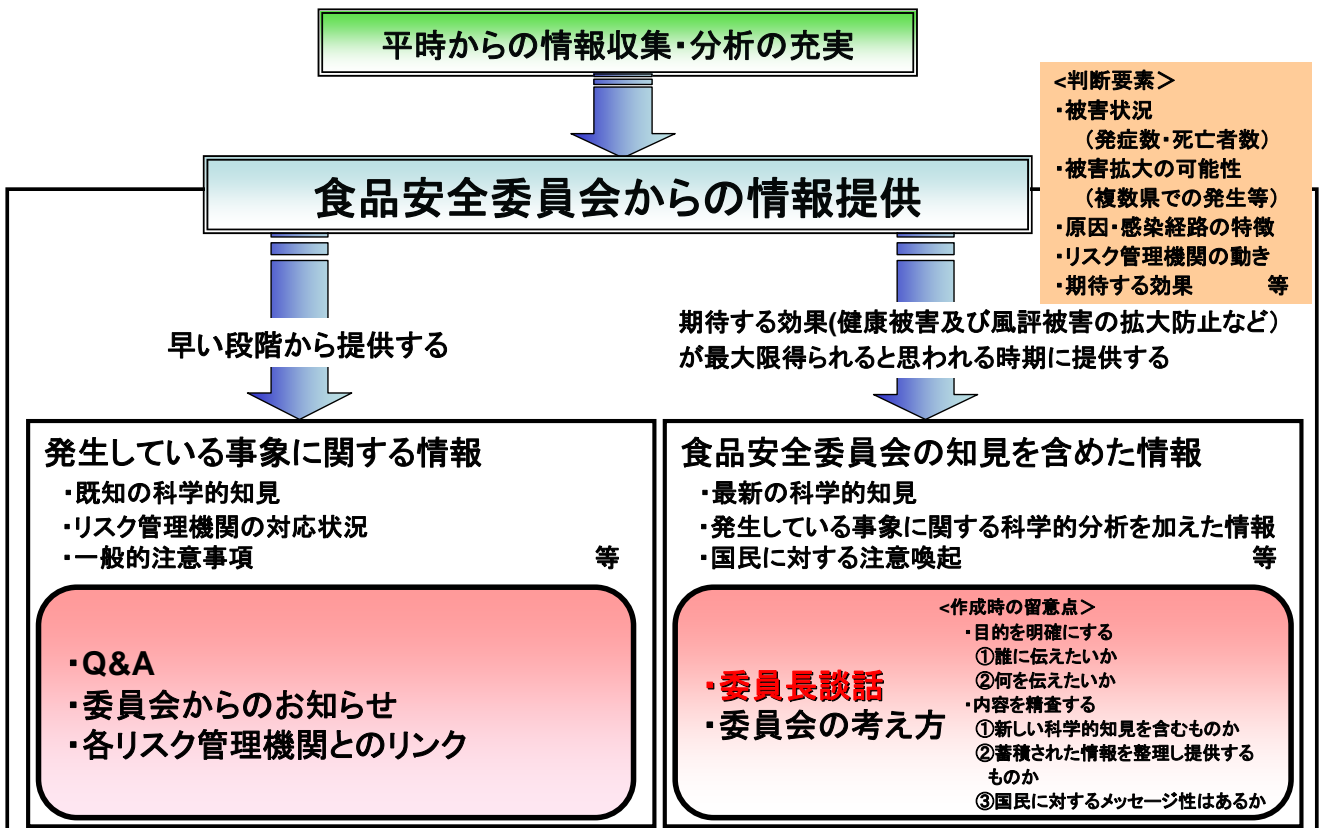 平時からの情報収集・分析の充実
<判断要素＞
・被害状況
（発症数・死亡者数）
・被害拡大の可能性
（複数県での発生等）
・原因・感染経路の特徴
・リスク管理機関の動き
・期待する効果　等
食品安全委員会からの情報提供
早い段階から提供する
期待する効果(健康被害及び風評被害の拡大防止など）
が最大限得られると思われる時期に提供する
発生している事象に関する情報
・既知の科学的知見
・リスク管理機関の対応状況
・一般的注意事項　等
・Q&A
・委員会からのお知らせ
・各リスク管理機関とのリンク
食品安全委員会の知見を含めた情報
・最新の科学的知見
・発生している事象に関する科学的分析を加えた情報
・国民に対する注意喚起　等
・委員長談話
・委員会の考え方
<作成時の留意点＞
・目的を明確にする
①誰に伝えたいか
②何を伝えたいか
・内容を精査する
①新しい科学的知見を含むものか
②蓄積された情報を整理し提供する
ものか
③国民に対するメッセージ性はあるか